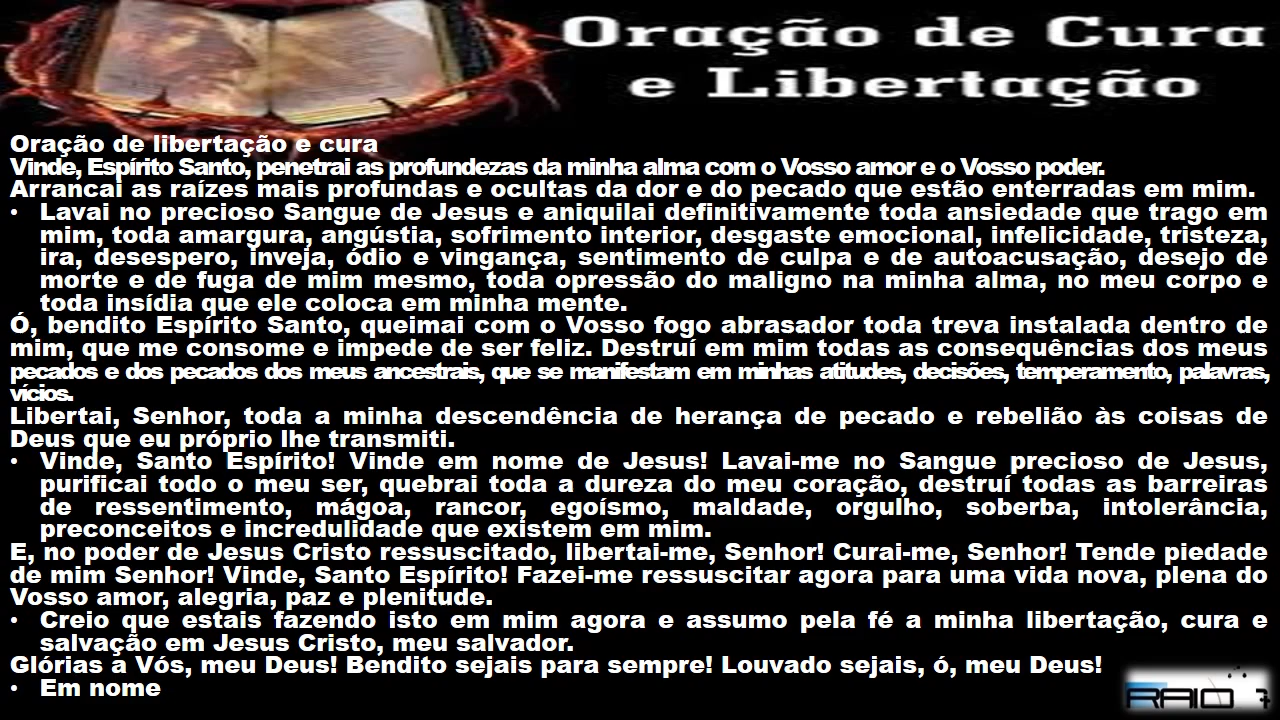 Oração de Cura
e Libertação
Oração de libertação e cura
Vinde, Espírito Santo, penetrai as profundezas da minha alma com o Vosso amor e o Vosso poder.
Arrancai as raízes mais profundas e ocultas da dor e do pecado que estão enterradas em mim.
• Lavai no precioso Sangue de Jesus e aniquilai definitivamente toda ansiedade que trago em
mim, toda amargura, angústia, sofrimento interior, desgaste emocional, infelicidade, tristeza,
ira, desespero, inveja, ódio e vingança, sentimento de culpa e de autoacusação, desejo de
morte e de fuga de mim mesmo, toda opressão do maligno na minha alma, no meu corpo e
toda insídia que ele coloca em minha mente.
Ó, bendito Espírito Santo, queimai com o Vosso fogo abrasador toda treva instalada dentro de
mim, que me consome e impede de ser feliz. Destruí em mim todas as consequências dos meus
pecados e dos pecados dos meus ancestrais, que se manifestam em minhas atitudes, decisões, temperamento, palavras,
vícios.
Libertai, Senhor, toda a minha descendência de herança de pecado e rebelião às coisas de
Deus que eu próprio lhe transmiti.
• Vinde, Santo Espírito! Vinde em nome de Jesus! Lavai-me no Sangue precioso de Jesus,
purificai todo o meu ser, quebrai toda a dureza do meu coração, destruí todas as barreiras
de ressentimento, mágoa, rancor, egoísmo, maldade, orgulho, soberba, intolerância,
preconceitos e incredulidade que existem em mim.
E, no poder de Jesus Cristo ressuscitado, libertai-me, Senhor! Curai-me, Senhor! Tende piedade
de mim Senhor! Vinde, Santo Espírito! Fazei-me ressuscitar agora para uma vida nova, plena do
Vosso amor, alegria, paz e plenitude.
• Creio que estais fazendo isto em mim agora e assumo pela fé a minha libertação, cura e
salvação em Jesus Cristo, meu salvador.
Glórias a Vós, meu Deus! Bendito sejais para sempre! Louvado sejais, ó, meu Deus!
• Em nome
RAIO